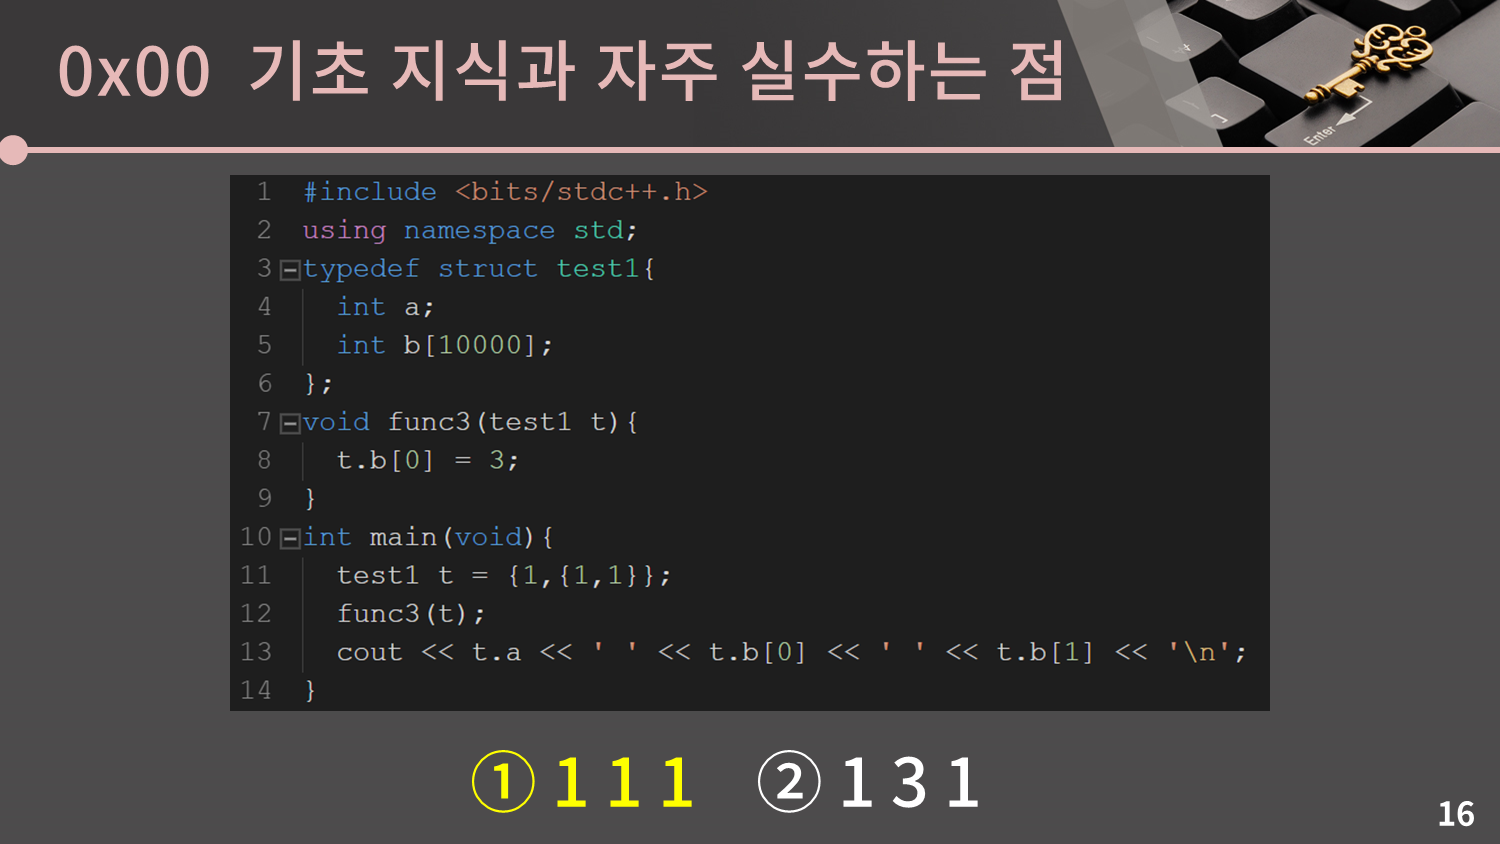 0x00 기초 지식과 자주 실수하는 점
Enter
1 #include <bits/stdc++.h>
2 using namespace std;
3 typedef struct test1{
4 int a;
5 int b[10000];
6 };
7 void func3(test1 t){
8 t.b[0] = 3;
9 }
10 int main(void){
11 test1 t = {1,{1,1}};
12 func3(t);
13 cout << t.a << ' ' << t.b[0] << ' ' << t.b[1] << '\n';
14 }
① 1 1 1 ② 1 3 1
16